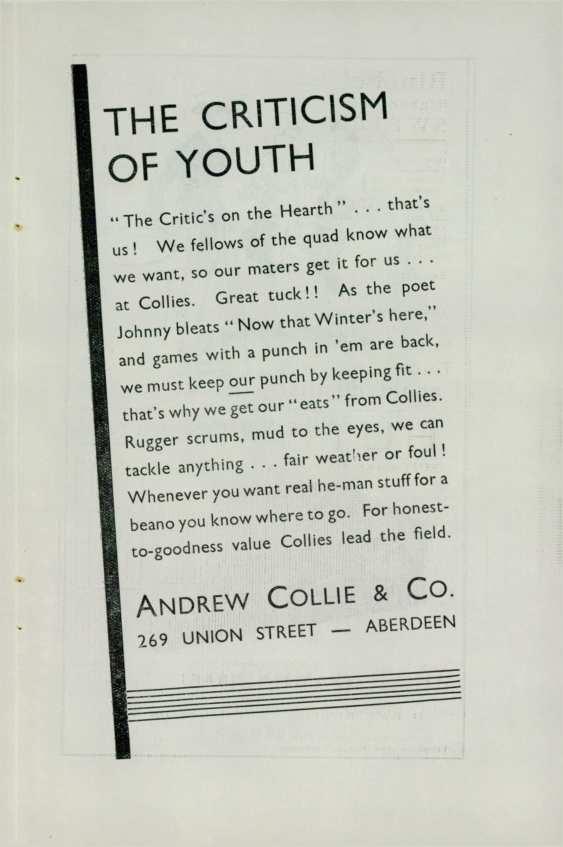 THE CRITICISM
OF YOUTH
“The Critic's on the Hearth” . . . that's
us! We fellows of the quad know what
we want, so our maters get it for us . . .
at Collies. Great tuck!! As the poet
Johnny bleats “Now that Winter's here,”
and games with a punch in 'em are back,
we must keep our punch by keeping fit . . .
that's why we get our “eats” from Collies.
Rugger scrums, mud to the eyes, we can
tackle anything . . . fair weather or foul!
Whenever you want real he-man stuff for a
beano you know where to go. For honest-
to-goodness value Collies lead the field.
ANDREW COLLIE & CO.
269 UNION STREET — ABERDEEN